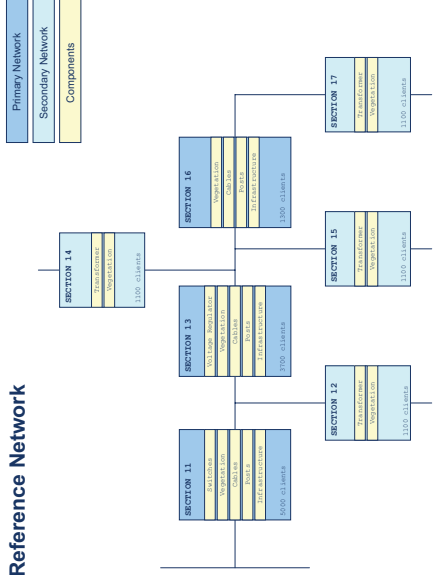 Reference Network
Primary Network
Secondary Network
Components
SECTION 14
Transformer
Vegetation
1100 clients
SECTION 11
Switches
Vegetation
Cables
Posts
Infrastructure
5000 clients
SECTION 13
Voltage Regulator
Vegetation
Cables
Posts
Infrastructure
3700 clients
SECTION 16
Vegetation
Cables
Posts
Infrastructure
1300 clients
SECTION 12
Transformer
Vegetation
1100 clients
SECTION 15
Transformer
Vegetation
1100 clients
SECTION 17
Transformer
Vegetation
1100 clients